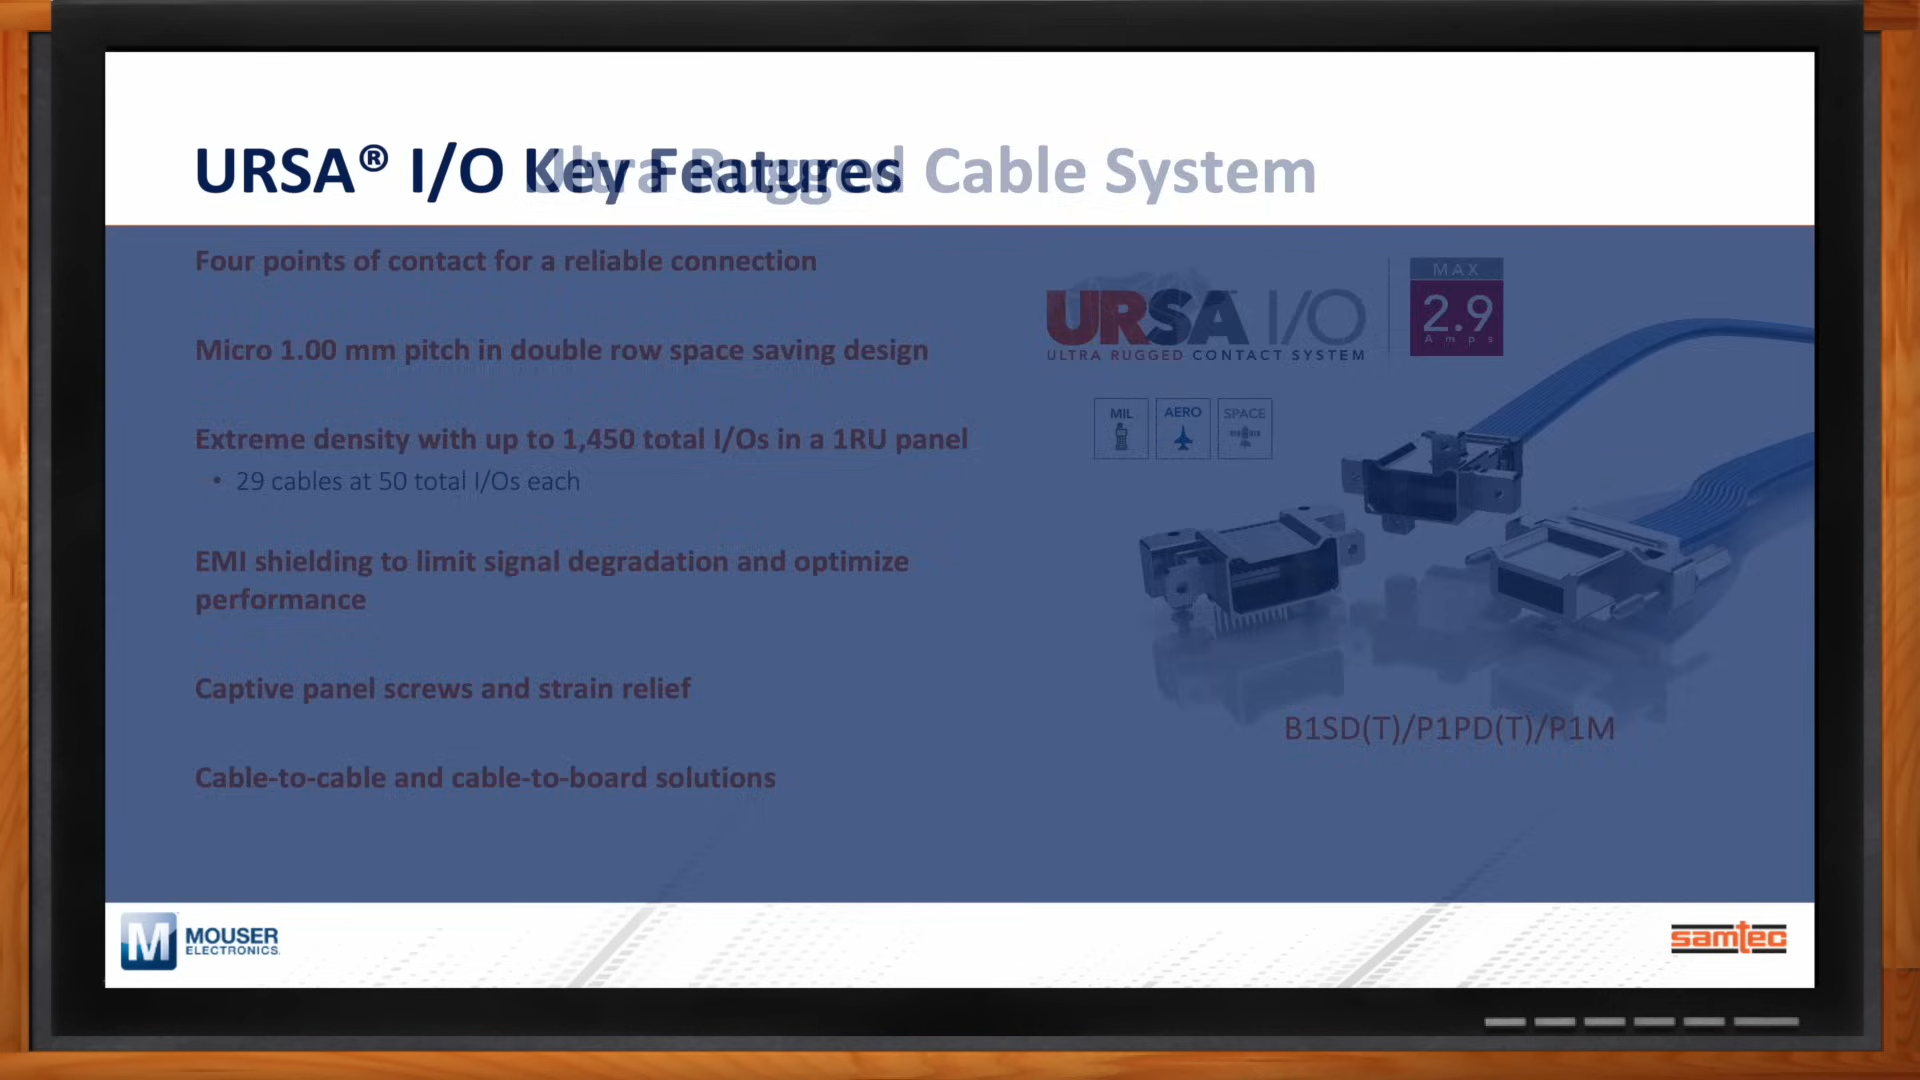 URSA® I/O Key Features
Ultra Rugged Cable System
Four points of contact for a reliable connection
Micro 1.00 mm pitch in double row space saving design
Extreme density with up to 1,450 total I/Os in a 1RU panel
• 29 cables at 50 total I/Os each
EMI shielding to limit signal degradation and optimize
performance
Captive panel screws and strain relief
Cable-to-cable and cable-to-board solutions
URSA I/O
ULTRA RUGGED CONTACT SYSTEM
MAX
2.9
Amps
MIL
AERO
SPACE
B1SD(T)/P1PD(T)/P1M
M
MOUSER
ELECTRONICS
samtec